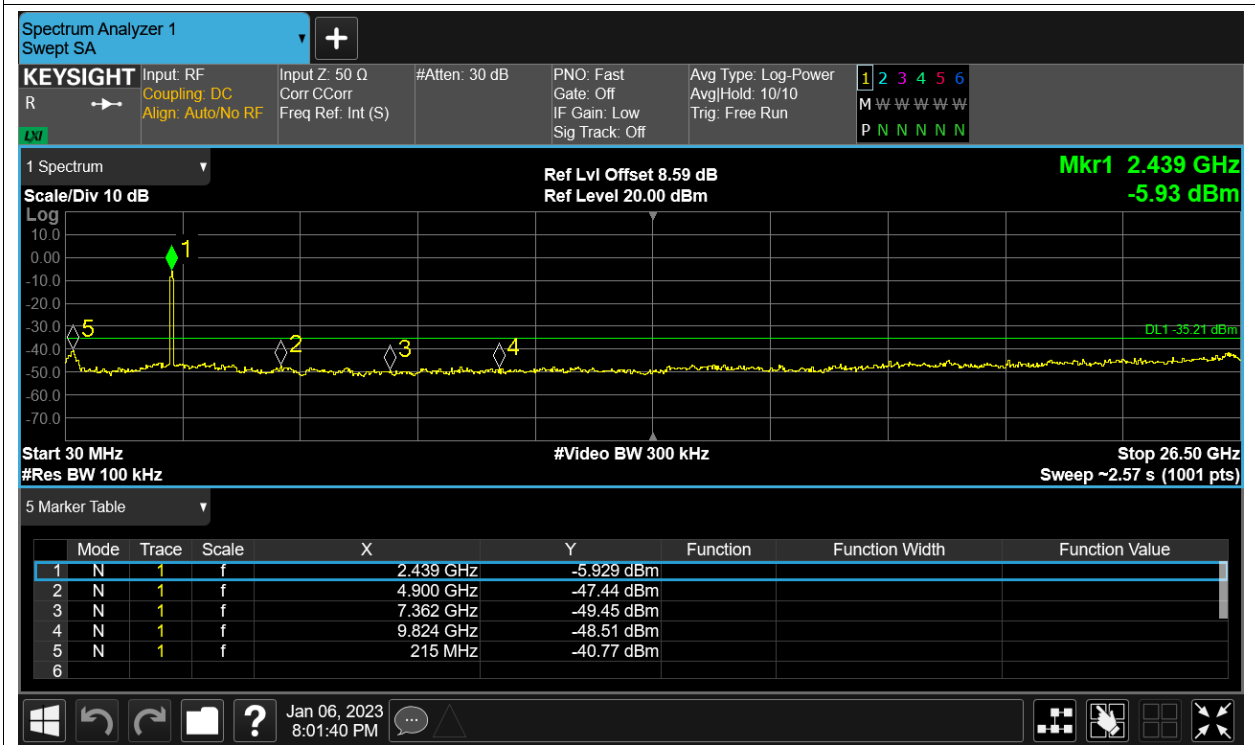 Spectrum Analyzer 1
Swept SA
KEYSIGHT Input: RF Input Z: 50 Ω #Atten: 30 dB PNO: Fast Avg Type: Log-Power 1 2 3 4 5 6
R Coupling: DC Corr CCorr Gate: Off Avg|Hold: 10/10 M W W W W W
Align: Auto/No RF Freq Ref: Int (S) IF Gain: Low Trig: Free Run
LXI Sig Track: Off P N N N N N
1 Spectrum Ref Lvl Offset 8.59 dB Mkr1 2.439 GHz
Scale/Div 10 dB Ref Level 20.00 dBm -5.93 dBm
Log
10.0
1
0.00
-10.0
-20.0
-30.0 5 DL1 -35.21 dBm
-40.0 2 3 4
-50.0
-60.0
-70.0
Start 30 MHz #Video BW 300 kHz Stop 26.50 GHz
#Res BW 100 kHz Sweep ~2.57 s (1001 pts)
5 Marker Table
Mode Trace Scale X Y Function Function Width Function Value
1 N 1 f 2.439 GHz -5.929 dBm
2 N 1 f 4.900 GHz -47.44 dBm
3 N 1 f 7.362 GHz -49.45 dBm
4 N 1 f 9.824 GHz -48.51 dBm
5 N 1 f 215 MHz -40.77 dBm
6
? Jan 06, 2023
8:01:40 PM